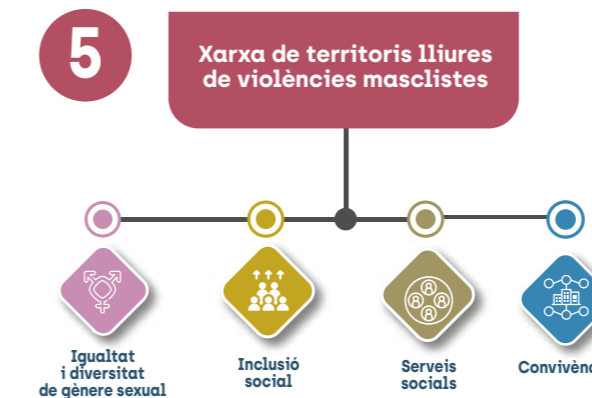 5
Xarxa de territoris lliures
de violències masclistes
Igualtat
i diversitat
de gènere sexual
Inclusió
social
Serveis
socials